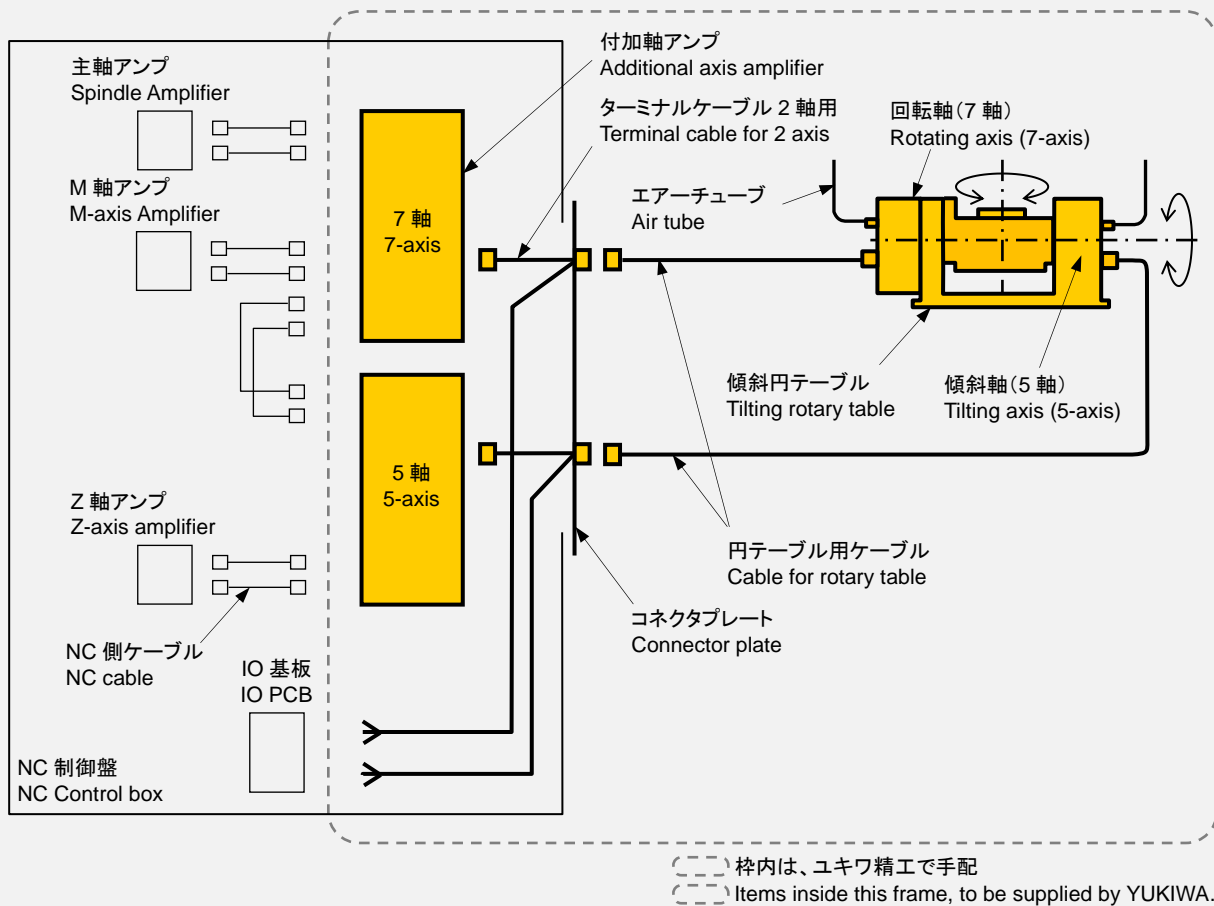 付加軸アンプ
Additional axis amplifier
主軸アンプ
Spindle Amplifier
ターミナルケーブル 2 軸用
Terminal cable for 2 axis
回転軸(7 軸)
Rotating axis (7-axis)
M 軸アンプ
M-axis Amplifier
エアーチューブ
Air tube
7 軸
7-axis
傾斜円テーブル
Tilting rotary table
傾斜軸(5 軸)
Tilting axis (5-axis)
5 軸
5-axis
Z 軸アンプ
Z-axis amplifier
円テーブル用ケーブル
Cable for rotary table
コネクタプレート
Connector plate
NC 側ケーブル
NC cable
IO 基板
IO PCB
NC 制御盤
NC Control box
枠内は、ユキワ精工で手配
Items inside this frame, to be supplied by YUKIWA.